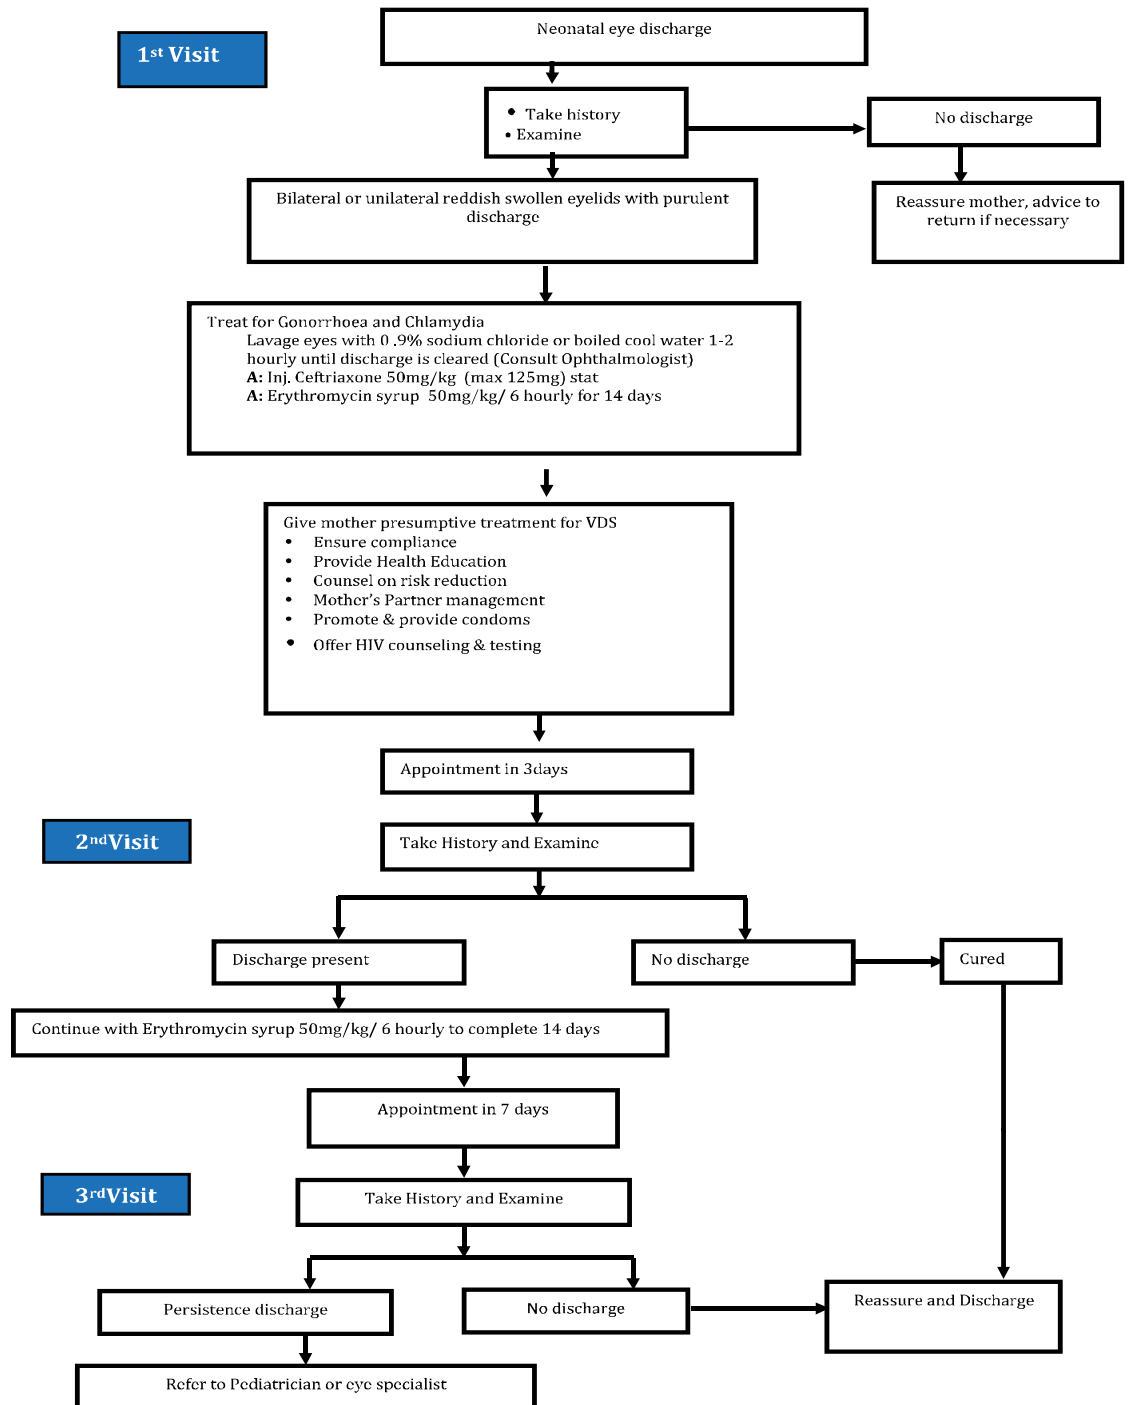 Neonatal eye discharge
1st Visit
• Take history
• Examine
No discharge
Bilateral or unilateral reddish swollen eyelids with purulent
discharge
Reassure mother, advice to
return if necessary
Treat for Gonorrhoea and Chlamydia
Lavage eyes with 0 .9% sodium chloride or boiled cool water 1-2
hourly until discharge is cleared (Consult Ophthalmologist)
A: Inj. Ceftriaxone 50mg/kg (max 125mg) stat
A: Erythromycin syrup 50mg/kg/ 6 hourly for 14 days
Give mother presumptive treatment for VDS
• Ensure compliance
• Provide Health Education
• Counsel on risk reduction
• Mother's Partner management
• Promote & provide condoms
• Offer HIV counseling & testing
Appointment in 3days
2ndVisit
Take History and Examine
Discharge present
No discharge
Cured
Continue with Erythromycin syrup 50mg/kg/ 6 hourly to complete 14 days
Appointment in 7 days
3rdVisit
Take History and Examine
Persistence discharge
No discharge
Reassure and Discharge
Refer to Pediatrician or eye specialist